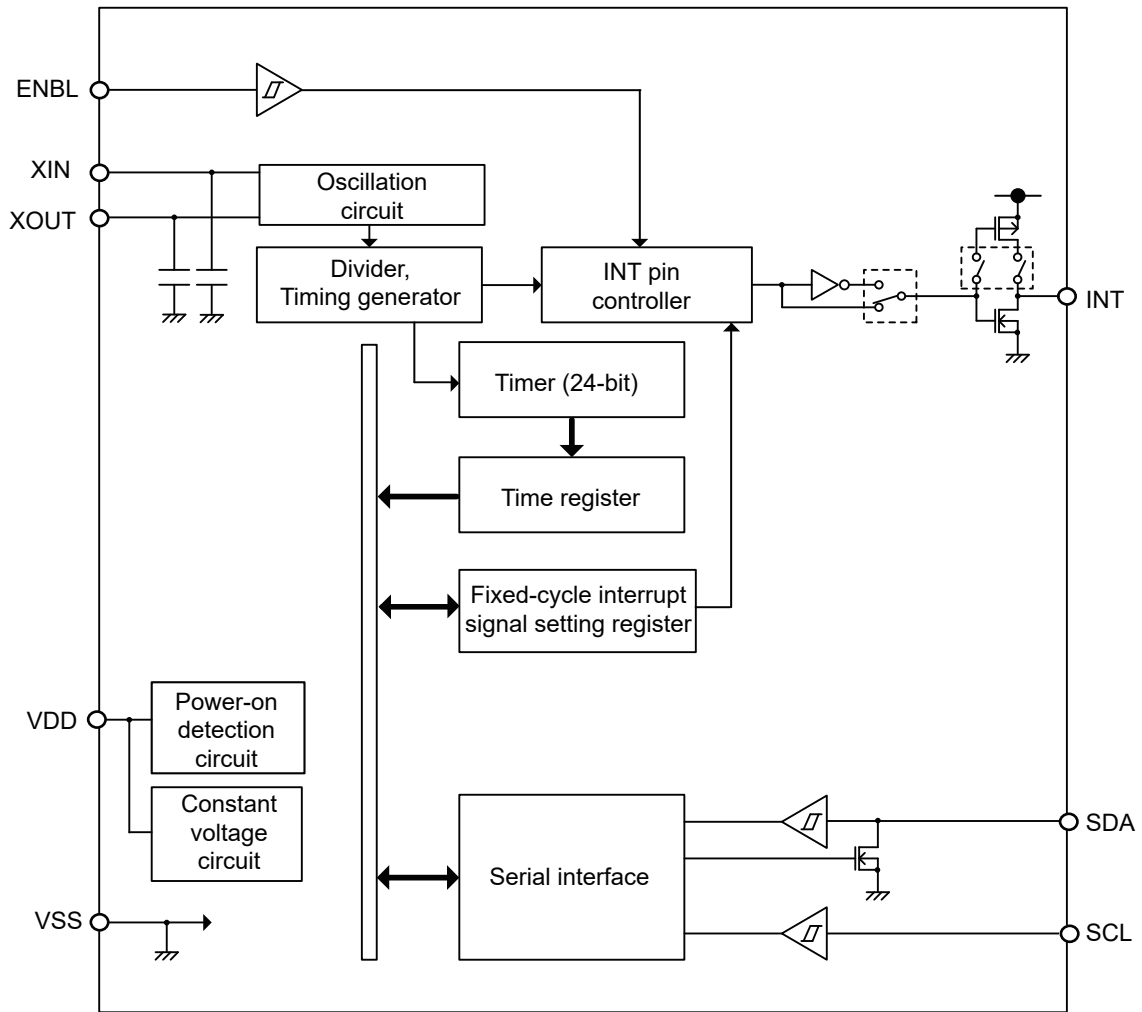 ENBL
XIN
XOUT
Oscillation
circuit
Divider,
Timing generator
INT pin
controller
INT
Timer (24-bit)
Time register
Fixed-cycle interrupt
signal setting register
VDD
Power-on
detection
circuit
Constant
voltage
circuit
VSS
Serial interface
SDA
SCL